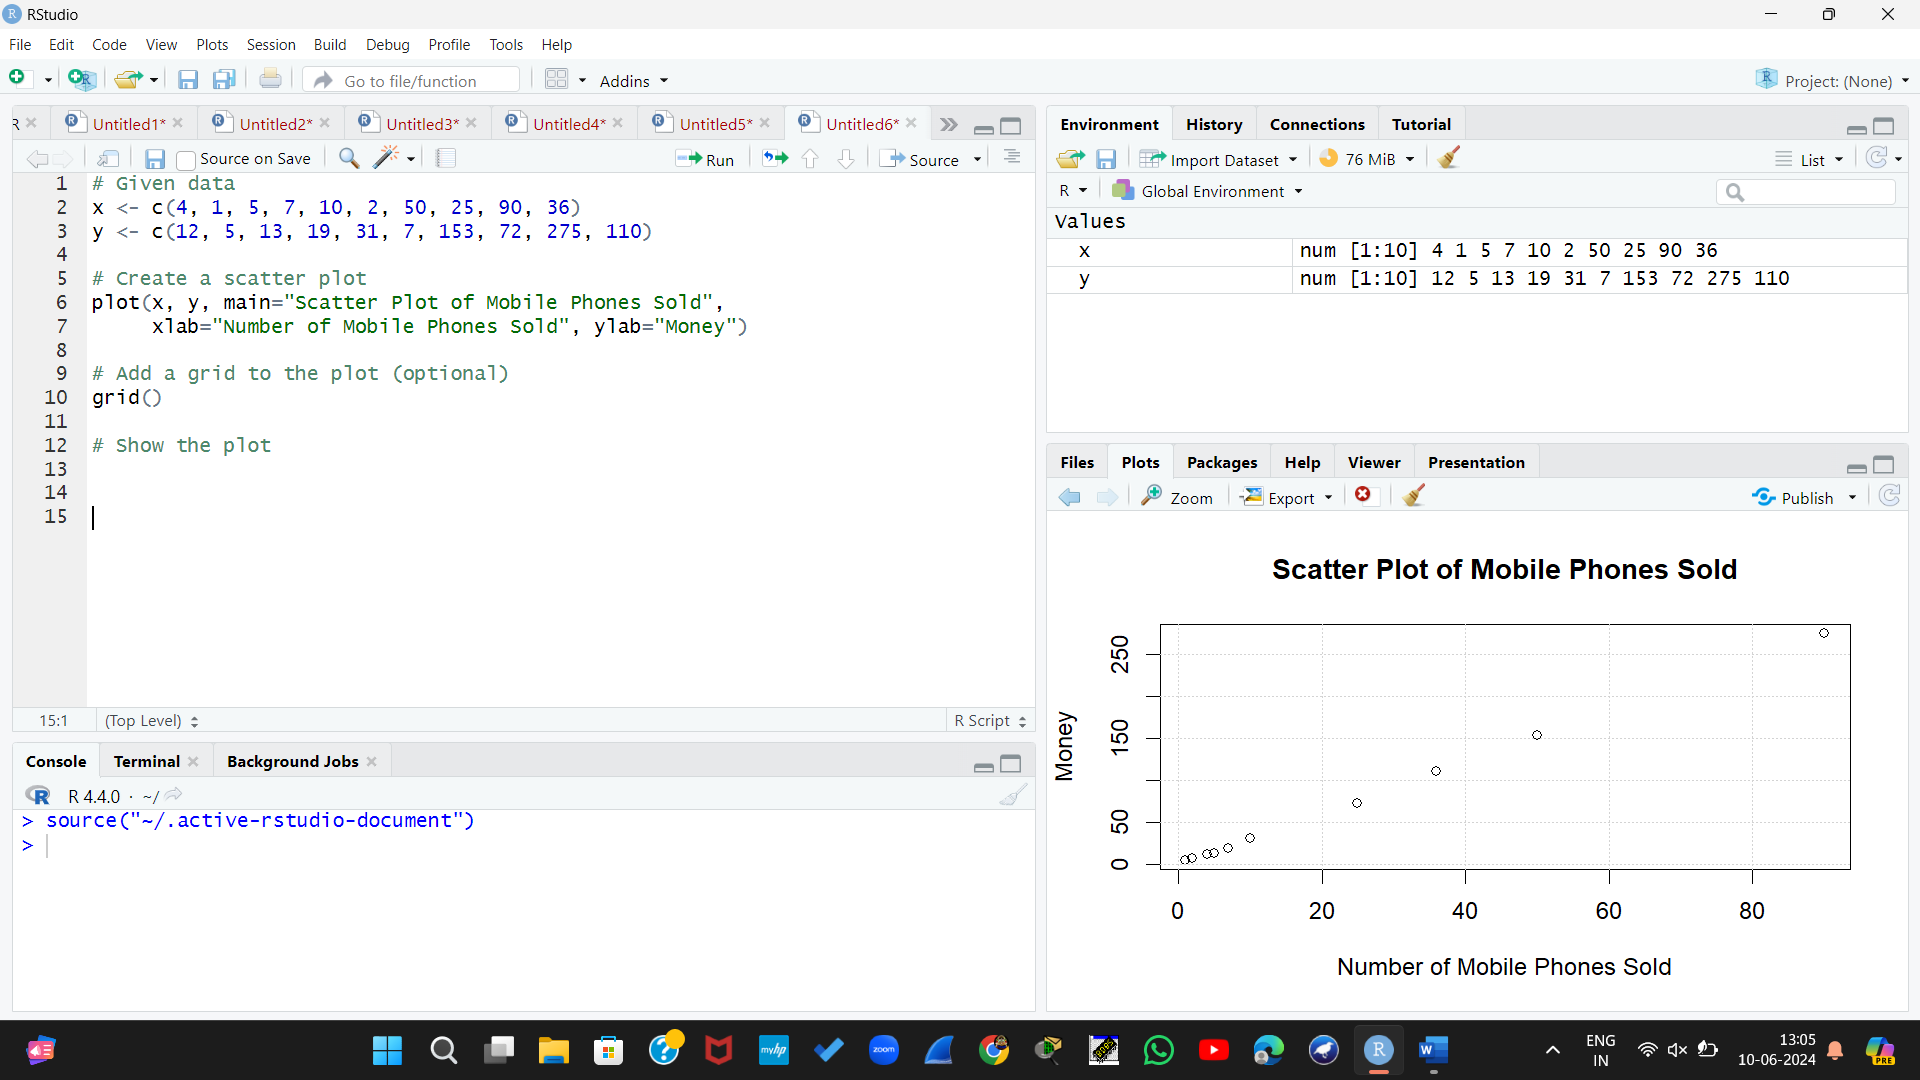 RStudio
File Edit Code View Plots Session Build Debug Profile Tools Help
Go to file/function Addins Project: (None)
R Untitled1* Untitled2* Untitled3* Untitled4* Untitled5* Untitled6*
Source on Save Run Source
1 # Given data
2 x <- c(4, 1, 5, 7, 10, 2, 50, 25, 90, 36)
3 y <- c(12, 5, 13, 19, 31, 7, 153, 72, 275, 110)
4
5 # Create a scatter plot
6 plot(x, y, main="Scatter Plot of Mobile Phones Sold",
7      xlab="Number of Mobile Phones Sold", ylab="Money")
8
9 # Add a grid to the plot (optional)
10 grid()
11
12 # Show the plot
13
14
15
15:1 (Top Level) R Script
Console Terminal Background Jobs
R R 4.4.0 · ~/
> source("~/.active-rstudio-document")
>
Environment History Connections Tutorial
Import Dataset 76 MiB List
R Global Environment
Values
x num [1:10] 4 1 5 7 10 2 50 25 90 36
y num [1:10] 12 5 13 19 31 7 153 72 275 110
Files Plots Packages Help Viewer Presentation
Zoom Export Publish
Scatter Plot of Mobile Phones Sold
250
150
50
0
Money
0 20 40 60 80
Number of Mobile Phones Sold
myhp zoom R W ENG 13:05 PRE
IN 10-06-2024